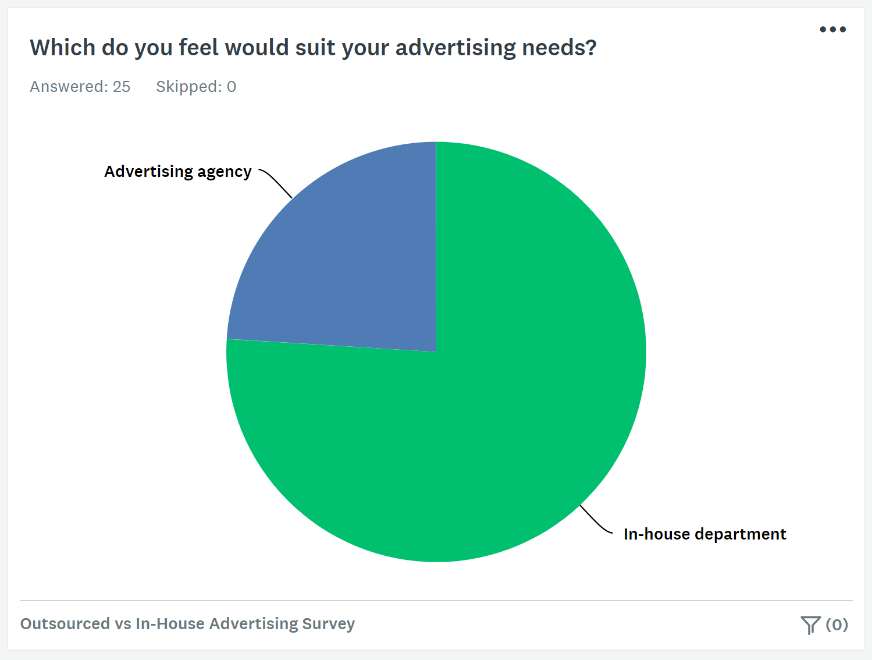 Which do you feel would suit your advertising needs?
Answered: 25 Skipped: 0
Advertising agency
In-house department
Outsourced vs In-House Advertising Survey
(0)